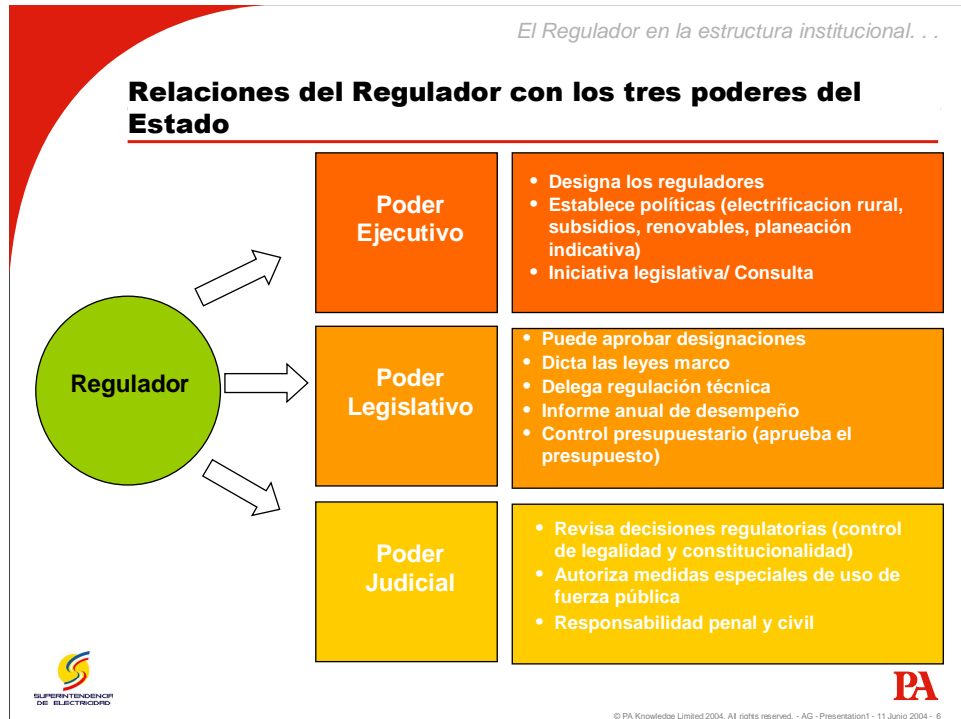 El Regulador en la estructura institucional. . .
Relaciones del Regulador con los tres poderes del
Estado
Regulador
Poder
Ejecutivo
• Designa los reguladores
• Establece políticas (electrificacion rural,
subsidios, renovables, planeación
indicativa)
• Iniciativa legislativa/ Consulta
Poder
Legislativo
• Puede aprobar designaciones
• Dicta las leyes marco
• Delega regulación técnica
• Informe anual de desempeño
• Control presupuestario (aprueba el
presupuesto)
Poder
Judicial
• Revisa decisiones regulatorias (control
de legalidad y constitucionalidad)
• Autoriza medidas especiales de uso de
fuerza pública
• Responsabilidad penal y civil
SUPERINTENDENCIA
DE ELECTRICIDAD
PA
© PA Knowledge Limited 2004. All rights reserved. - AG - Presentation1 - 11 Junio 2004 - 6